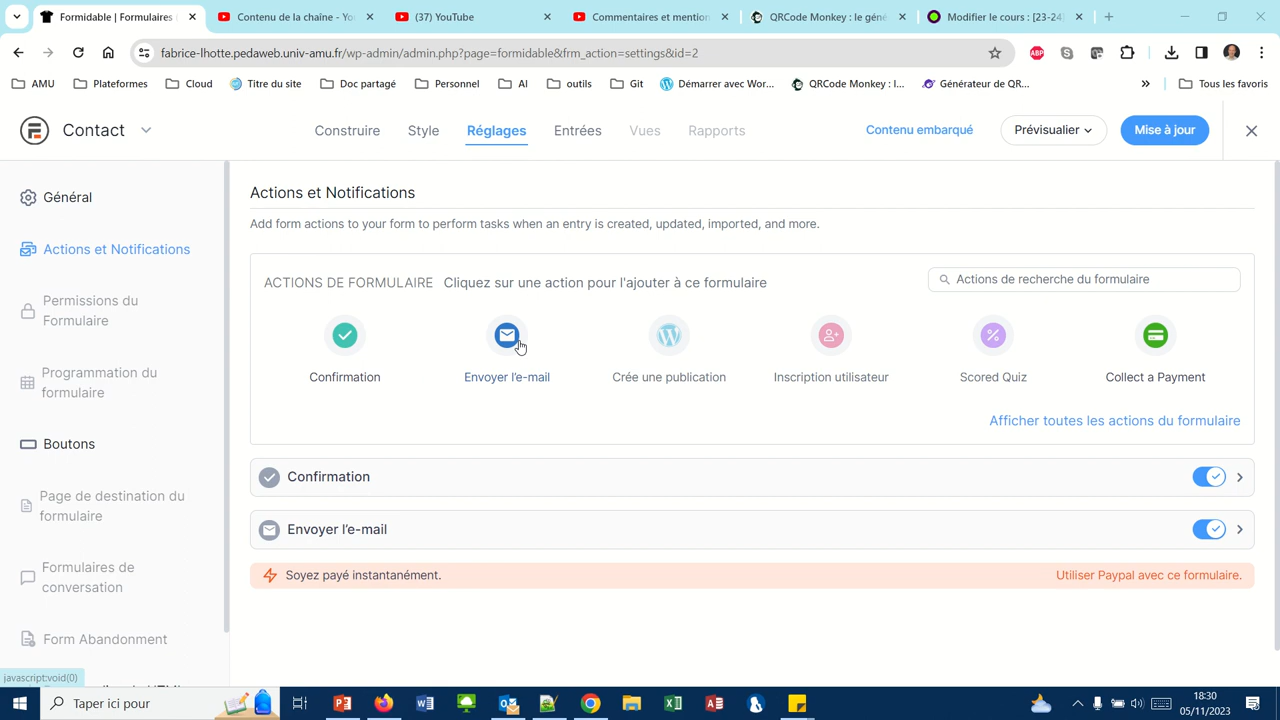 Formidable | Formulaires
Contenu de la chaîne - Yo
(37) YouTube
Commentaires et mention
QRCode Monkey : le géné
Modifier le cours : [23-24]
fabrice-lhotte.pedaweb.univ-amu.fr/wp-admin/admin.php?page=formidable&frm_action=settings&id=2
ABP
AMU
Plateformes
Cloud
Titre du site
Doc partagé
Personnel
AI
outils
Git
Démarrer avec Wor...
QRCode Monkey : l...
Générateur de QR...
Tous les favoris
Contact
Construire
Style
Réglages
Entrées
Vues
Rapports
Contenu embarqué
Prévisualier
Mise à jour
Général
Actions et Notifications
Permissions du
Formulaire
Programmation du
formulaire
Boutons
Page de destination du
formulaire
Formulaires de
conversation
Form Abandonment
javascript:void(0)
Actions et Notifications
Add form actions to your form to perform tasks when an entry is created, updated, imported, and more.
ACTIONS DE FORMULAIRE Cliquez sur une action pour l'ajouter à ce formulaire
Actions de recherche du formulaire
Confirmation
Envoyer l'e-mail
Crée une publication
Inscription utilisateur
Scored Quiz
Collect a Payment
Afficher toutes les actions du formulaire
Confirmation
Envoyer l'e-mail
Soyez payé instantanément.
Utiliser Paypal avec ce formulaire.
Taper ici pour
18:30
05/11/2023